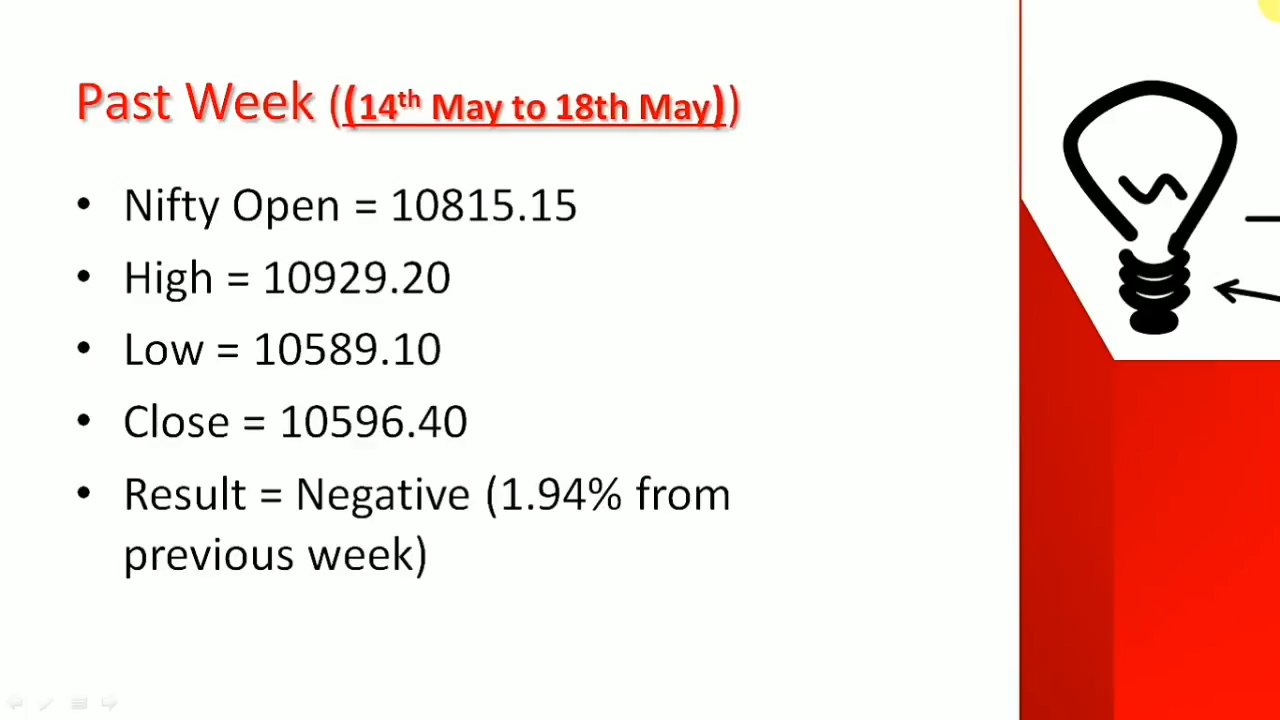 Past Week ((14th May to 18th May))
• Nifty Open = 10815.15
• High = 10929.20
• Low = 10589.10
• Close = 10596.40
• Result = Negative (1.94% from
previous week)